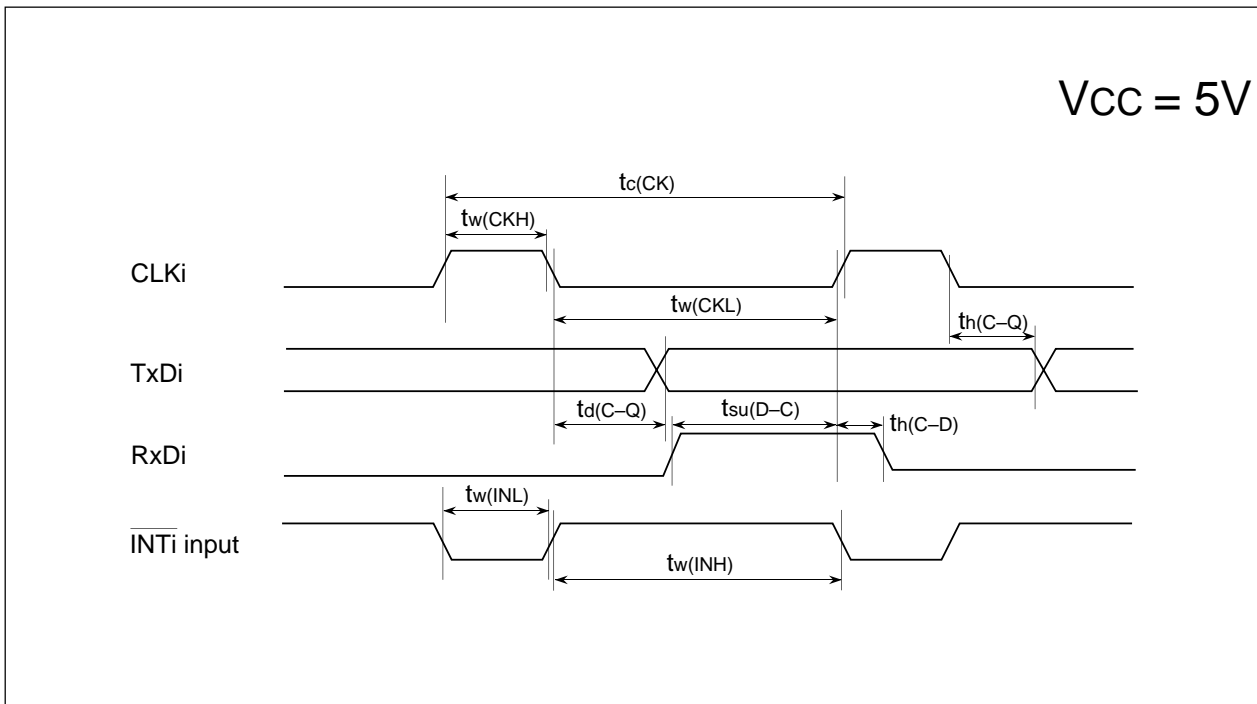 VCC = 5V
tc(CK)
tw(CKH)
CLKi
tw(CKL)
th(C–Q)
TxDi
td(C–Q)
tsu(D–C)
th(C–D)
RxDi
tw(INL)
INTi input
tw(INH)